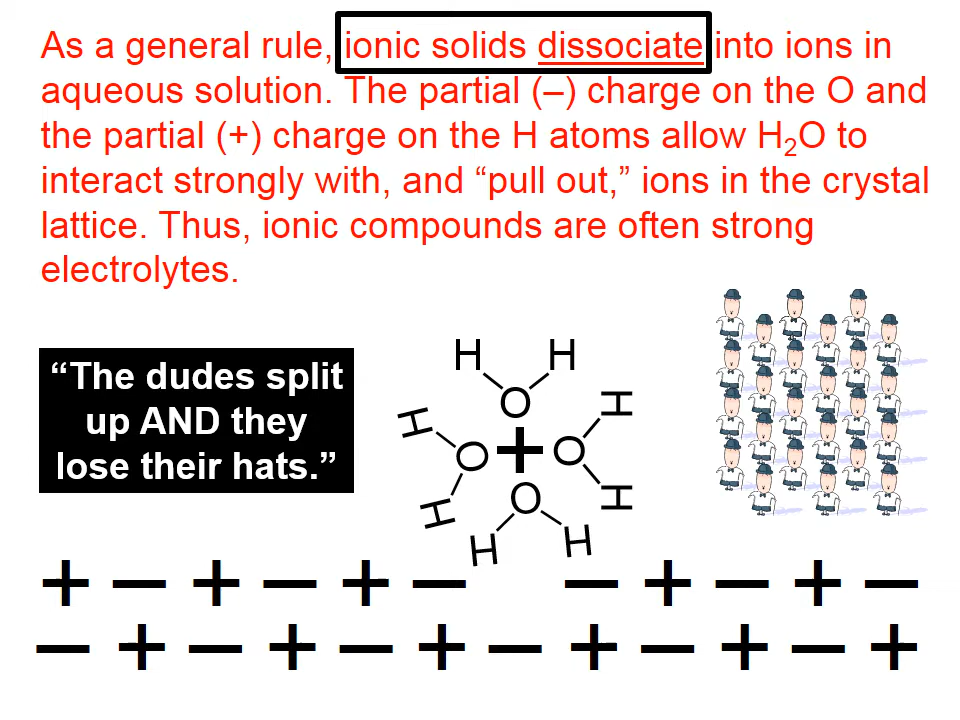 As a general rule, ionic solids dissociate into ions in
aqueous solution. The partial (–) charge on the O and
the partial (+) charge on the H atoms allow H₂O to
interact strongly with, and “pull out,” ions in the crystal
lattice. Thus, ionic compounds are often strong
electrolytes.
“The dudes split
up AND they
lose their hats.”
H H
O
H H
O + O
H H
O
H H
+ – + – + – – + – + –
– + – + – + – + – + – +